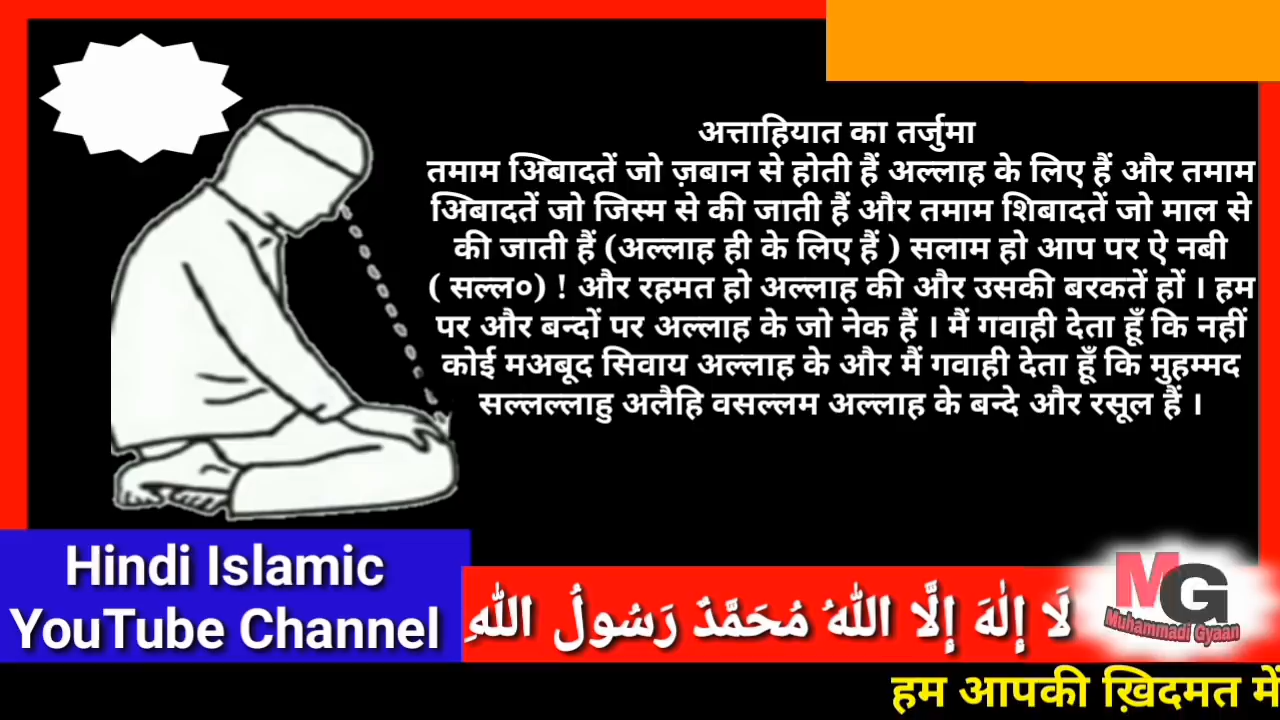 अत्ताहियात का तर्जुमा
तमाम अिबादतें जो ज़बान से होती हैं अल्लाह के लिए हैं और तमाम
अिबादतें जो जिस्म से की जाती हैं और तमाम शिबादतें जो माल से
की जाती हैं (अल्लाह ही के लिए हैं ) सलाम हो आप पर ऐ नबी
( सल्ल०) ! और रहमत हो अल्लाह की और उसकी बरकतें हों । हम
पर और बन्दों पर अल्लाह के जो नेक हैं । मैं गवाही देता हूँ कि नहीं
कोई मअबूद सिवाय अल्लाह के और मैं गवाही देता हूँ कि मुहम्मद
सल्लल्लाहु अलैहि वसल्लम अल्लाह के बन्दे और रसूल हैं ।
Hindi Islamic
YouTube Channel
لَا إِلٰهَ إِلَّا اللّٰهُ مُحَمَّدٌ رَسُولُ اللّٰهِ
MG
Muhammadi Gyaan
हम आपकी ख़िदमत में